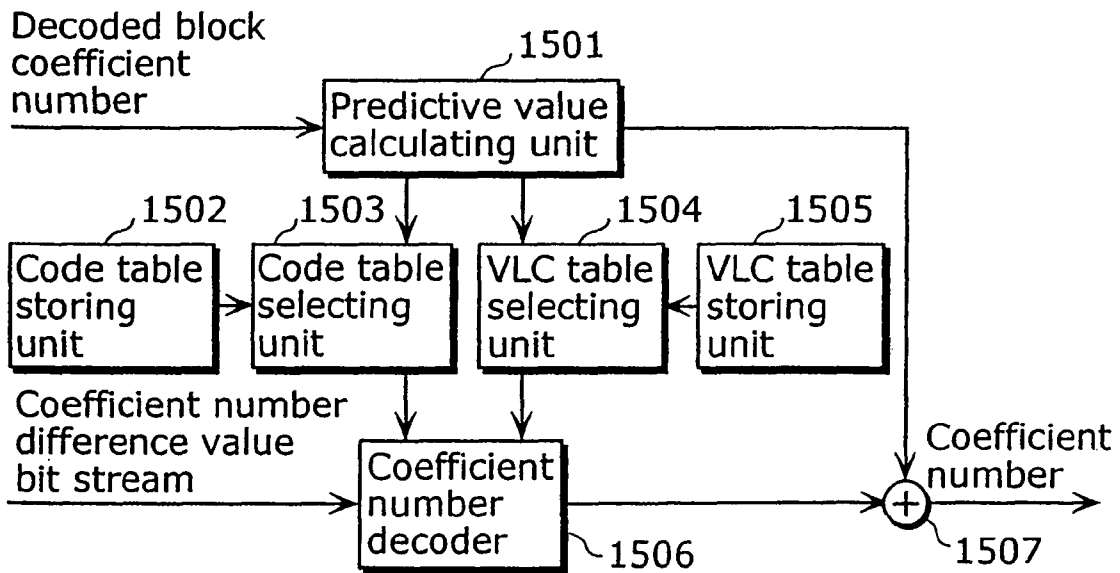 Decoded block
coefficient
number
1501
Predictive value
calculating unit
1502
1503
1504
1505
Code table
storing
unit
Code table
selecting
unit
VLC table
selecting
unit
VLC table
storing
unit
Coefficient number
difference value
bit stream
Coefficient
number
decoder
1506
+
Coefficient
number
1507